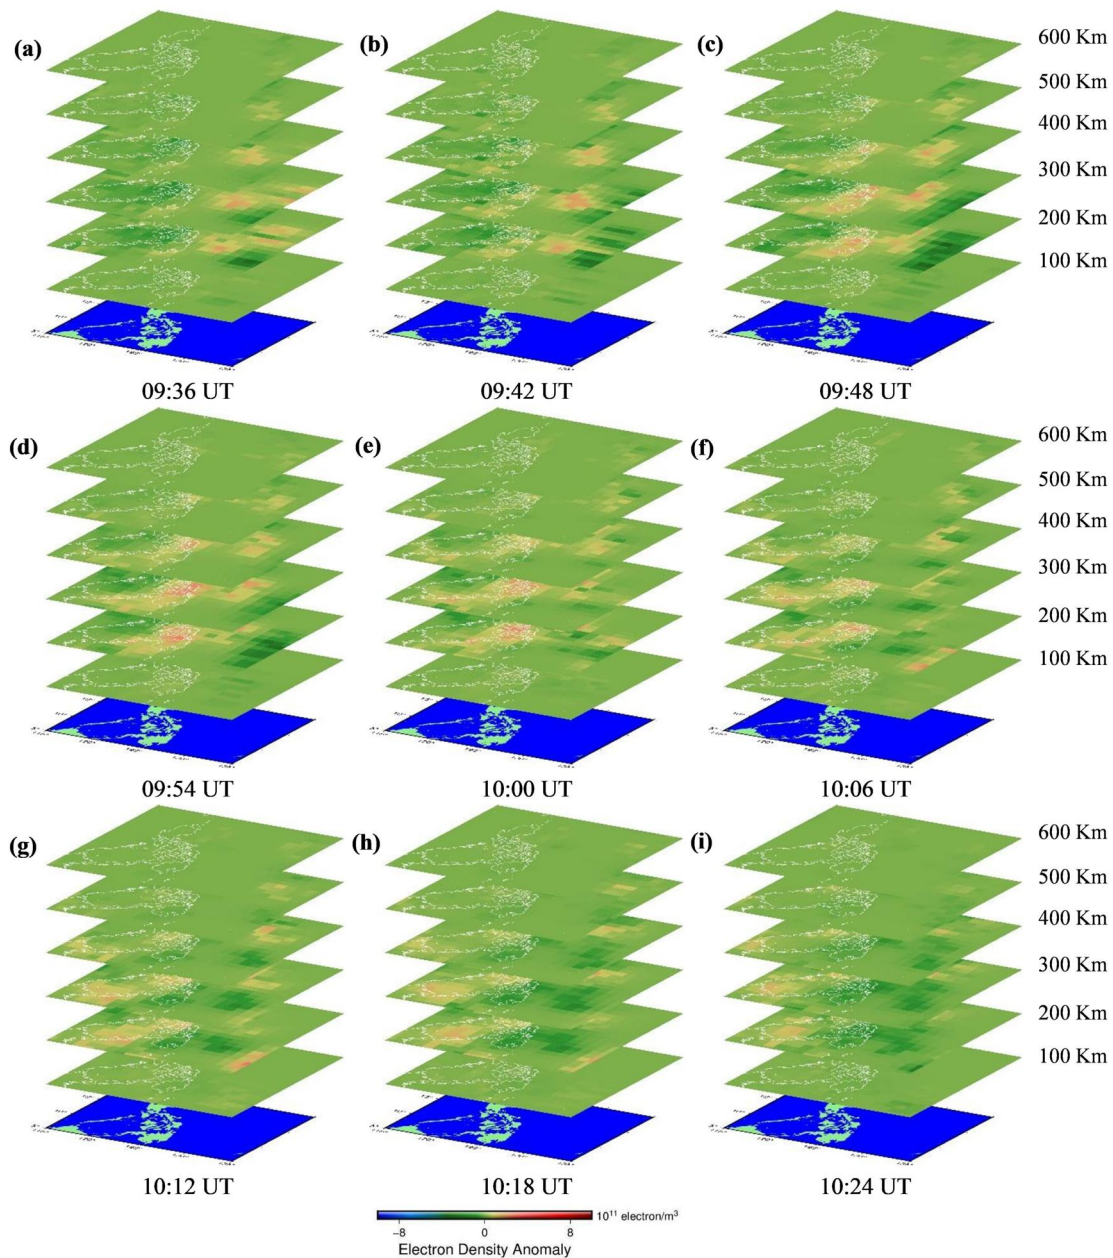 (a)
(b)
(c)
600 Km
500 Km
400 Km
300 Km
200 Km
100 Km
09:36 UT
09:42 UT
09:48 UT
(d)
(e)
(f)
600 Km
500 Km
400 Km
300 Km
200 Km
100 Km
09:54 UT
10:00 UT
10:06 UT
(g)
(h)
(i)
600 Km
500 Km
400 Km
300 Km
200 Km
100 Km
10:12 UT
10:18 UT
10:24 UT
−8 0 8 10¹¹ electron/m³
Electron Density Anomaly